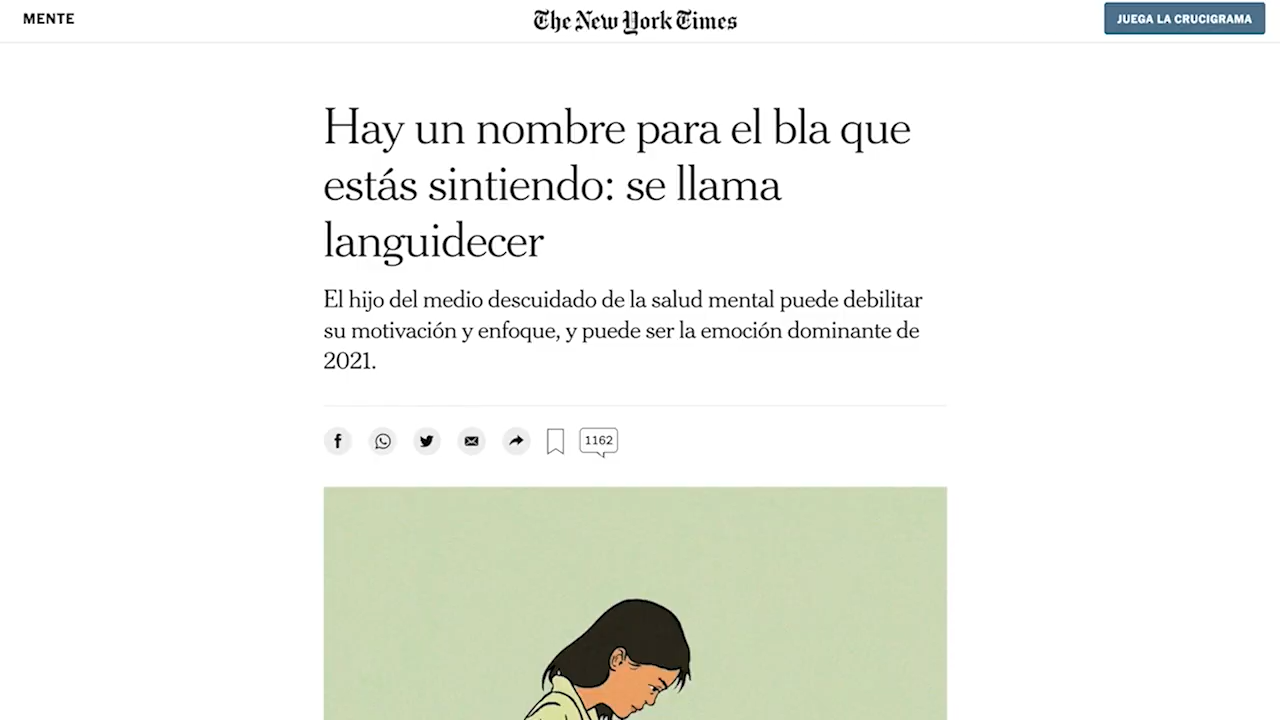 MENTE
The New York Times
JUEGA LA CRUCIGRAMA
Hay un nombre para el bla que
estás sintiendo: se llama
languidecer
El hijo del medio descuidado de la salud mental puede debilitar
su motivación y enfoque, y puede ser la emoción dominante de
2021.
1162